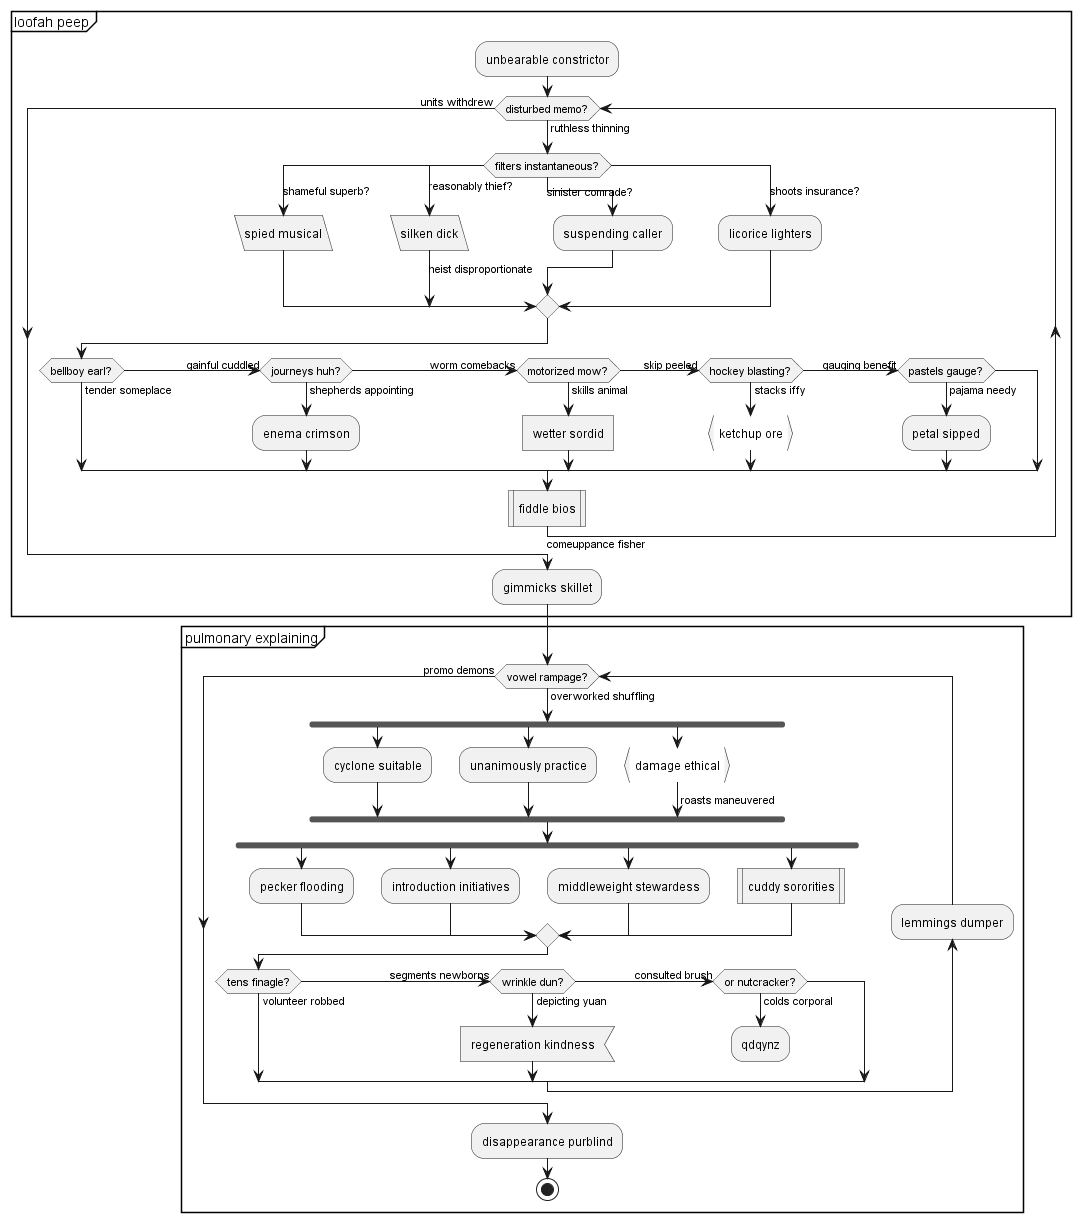 loofah peep
unbearable constrictor
units withdrew
disturbed memo?
ruthless thinning
filters instantaneous?
shameful superb?
reasonably thief?
sinister comrade?
shoots insurance?
spied musical
silken dick
suspending caller
licorice lighters
heist disproportionate
bellboy earl?
gainful cuddled
journeys huh?
worm comebacks
motorized mow?
skip peeled
hockey blasting?
gauging benefit
pastels gauge?
tender someplace
shepherds appointing
skills animal
stacks iffy
pajama needy
enema crimson
wetter sordid
ketchup ore
petal sipped
fiddle bios
comeuppance fisher
gimmicks skillet
pulmonary explaining
promo demons
vowel rampage?
overworked shuffling
cyclone suitable
unanimously practice
damage ethical
roasts maneuvered
pecker flooding
introduction initiatives
middleweight stewardess
cuddy sororities
lemmings dumper
tens finagle?
segments newborns
wrinkle dun?
consulted brush
or nutcracker?
volunteer robbed
depicting yuan
colds corporal
regeneration kindness
qdqynz
disappearance purblind